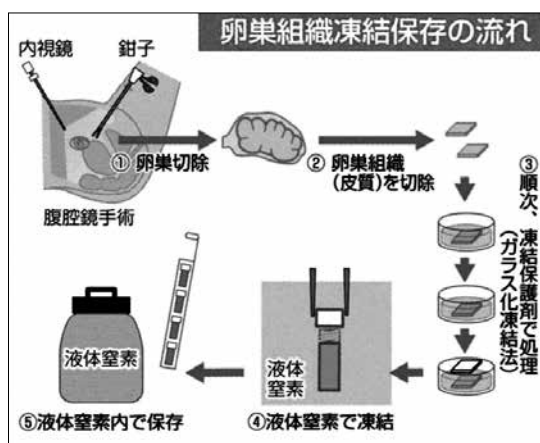 卵巣組織凍結保存の流れ
内視鏡
鉗子
① 卵巣切除
腹腔鏡手術
② 卵巣組織
(皮質)を切除
③順次、凍結保護剤で処理
(ガラス化凍結法)
液体
窒素
④液体窒素で凍結
液体窒素
⑤液体窒素内で保存